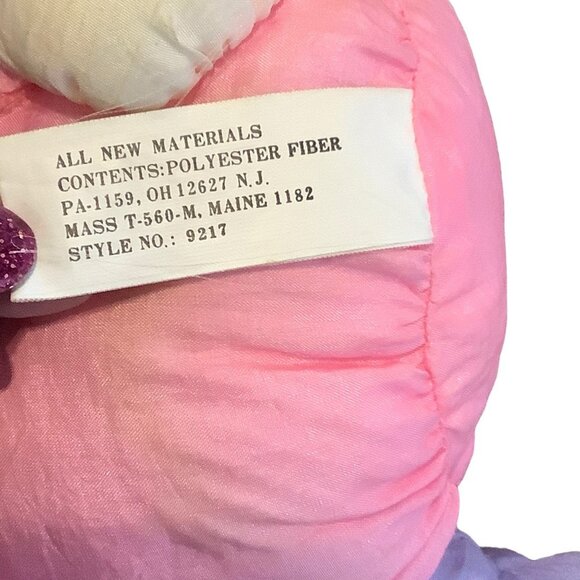 ALL NEW MATERIALS
CONTENTS:POLYESTER FIBER
PA-1159, OH 12627 N.J.
MASS T-560-M, MAINE 1182
STYLE NO.: 9217